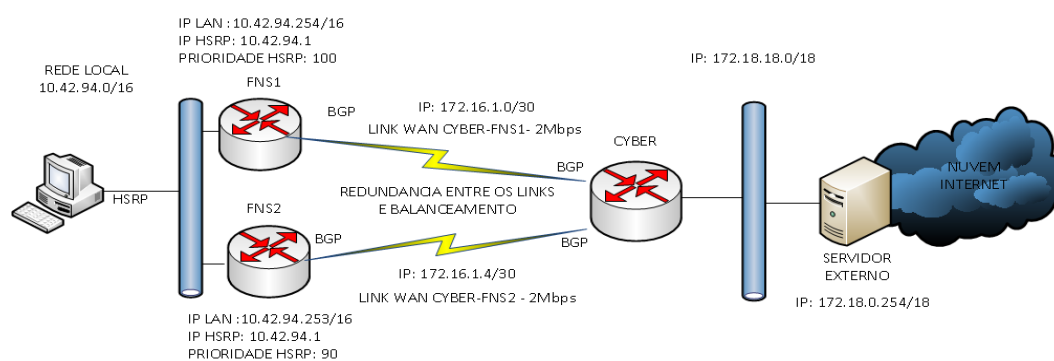 IP LAN :10.42.94.254/16
IP HSRP: 10.42.94.1
PRIORIDADE HSRP: 100
IP: 172.18.18.0/18
REDE LOCAL
10.42.94.0/16
FNS1
BGP
IP: 172.16.1.0/30
LINK WAN CYBER-FNS1- 2Mbps
CYBER
BGP
NUVEM
INTERNET
HSRP
REDUNDANCIA ENTRE OS LINKS
E BALANCEAMENTO
FNS2
BGP
BGP
IP: 172.16.1.4/30
LINK WAN CYBER-FNS2 - 2Mbps
SERVIDOR
EXTERNO
IP: 172.18.0.254/18
IP LAN: 10.42.94.253/16
IP HSRP: 10.42.94.1
PRIORIDADE HSRP: 90